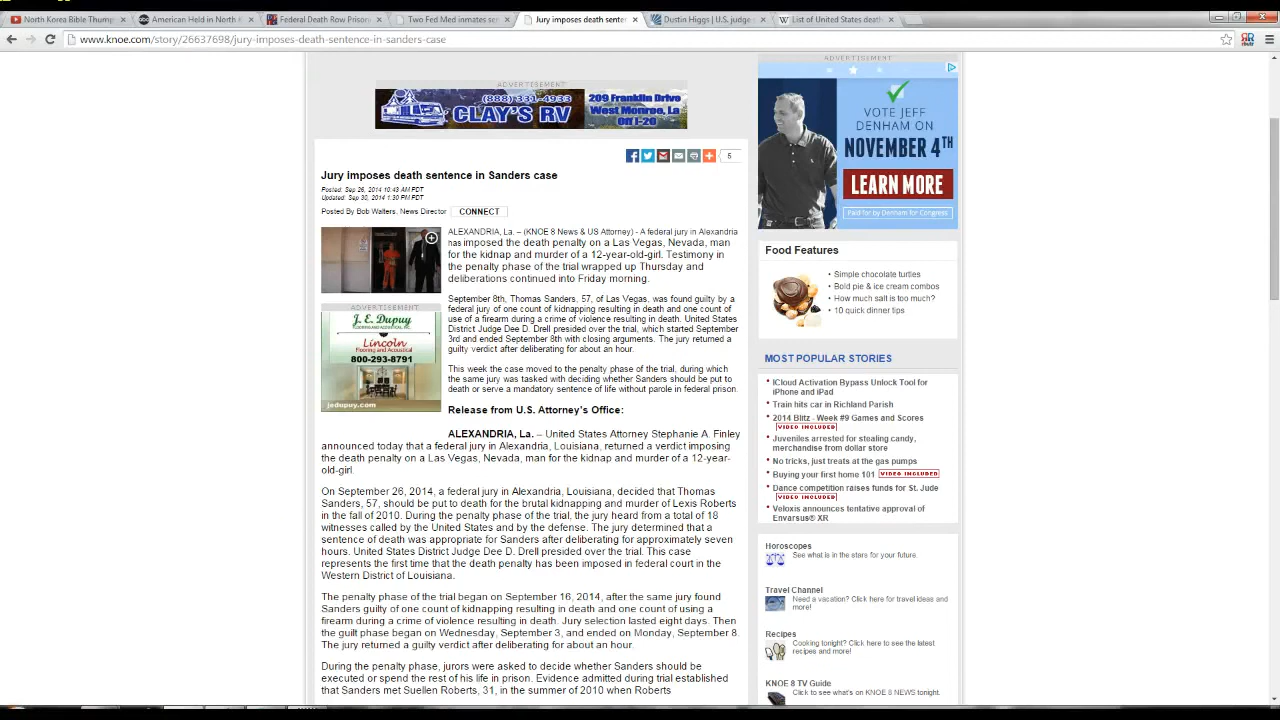 North Korea Bible Thump
American Held in North K
Federal Death Row Prison
Two Fed Med inmates se
Jury imposes death sente
Dustin Higgs | U.S. judge
List of United States death
www.knoe.com/story/26637698/jury-imposes-death-sentence-in-sanders-case
ADVERTISEMENT
(888)-331-4933
CLAY'S RV
209 Franklin Drive
West Monroe, La
Off I-20
5
Jury imposes death sentence in Sanders case
Posted: Sep 26, 2014 10:43 AM PDT
Updated: Sep 30, 2014 1:30 PM PDT
Posted By Bob Walters, News Director
CONNECT
ALEXANDRIA, La. – (KNOE 8 News & US Attorney) - A federal jury in Alexandria
has imposed the death penalty on a Las Vegas, Nevada, man
for the kidnap and murder of a 12-year-old-girl. Testimony in
the penalty phase of the trial wrapped up Thursday and
deliberations continued into Friday morning.
ADVERTISEMENT
J. E. Dupuy
Lincoln
Flooring and Acoustical
800-293-8791
jedupuy.com
September 8th, Thomas Sanders, 57, of Las Vegas, was found guilty by a
federal jury of one count of kidnapping resulting in death and one count of
use of a firearm during a crime of violence resulting in death. United States
District Judge Dee D. Drell presided over the trial, which started September
3rd and ended September 8th with closing arguments. The jury returned a
guilty verdict after deliberating for about an hour.
This week the case moved to the penalty phase of the trial, during which
the same jury was tasked with deciding whether Sanders should be put to
death or serve a mandatory sentence of life without parole in federal prison.
Release from U.S. Attorney's Office:
ALEXANDRIA, La. – United States Attorney Stephanie A. Finley
announced today that a federal jury in Alexandria, Louisiana, returned a verdict imposing
the death penalty on a Las Vegas, Nevada, man for the kidnap and murder of a 12-year-
old-girl.
On September 26, 2014, a federal jury in Alexandria, Louisiana, decided that Thomas
Sanders, 57, should be put to death for the brutal kidnapping and murder of Lexis Roberts
in the fall of 2010. During the penalty phase of the trial, the jury heard from a total of 18
witnesses called by the United States and by the defense. The jury determined that a
sentence of death was appropriate for Sanders after deliberating for approximately seven
hours. United States District Judge Dee D. Drell presided over the trial. This case
represents the first time that the death penalty has been imposed in federal court in the
Western District of Louisiana.
The penalty phase of the trial began on September 16, 2014, after the same jury found
Sanders guilty of one count of kidnapping resulting in death and one count of using a
firearm during a crime of violence resulting in death. Jury selection lasted eight days. Then
the guilt phase began on Wednesday, September 3, and ended on Monday, September 8.
The jury returned a guilty verdict after deliberating for about an hour.
During the penalty phase, jurors were asked to decide whether Sanders should be
executed or spend the rest of his life in prison. Evidence admitted during trial established
that Sanders met Suellen Roberts, 31, in the summer of 2010 when Roberts
ADVERTISEMENT
VOTE JEFF
DENHAM ON
NOVEMBER 4TH
LEARN MORE
Paid for by Denham for Congress
Food Features
Simple chocolate turtles
Bold pie & ice cream combos
How much salt is too much?
10 quick dinner tips
MOST POPULAR STORIES
ICloud Activation Bypass Unlock Tool for
iPhone and iPad
Train hits car in Richland Parish
2014 Blitz - Week #9 Games and Scores
VIDEO INCLUDED
Juveniles arrested for stealing candy,
merchandise from dollar store
No tricks, just treats at the gas pumps
Buying your first home 101 VIDEO INCLUDED
Dance competition raises funds for St. Jude
VIDEO INCLUDED
Veloxis announces tentative approval of
Envarsus® XR
Horoscopes
See what is in the stars for your future.
Travel Channel
Need a vacation? Click here for travel ideas and
more!
Recipes
Cooking tonight? Click here to see the latest
recipes and more!
KNOE 8 TV Guide
Click to see what's on KNOE 8 NEWS tonight.